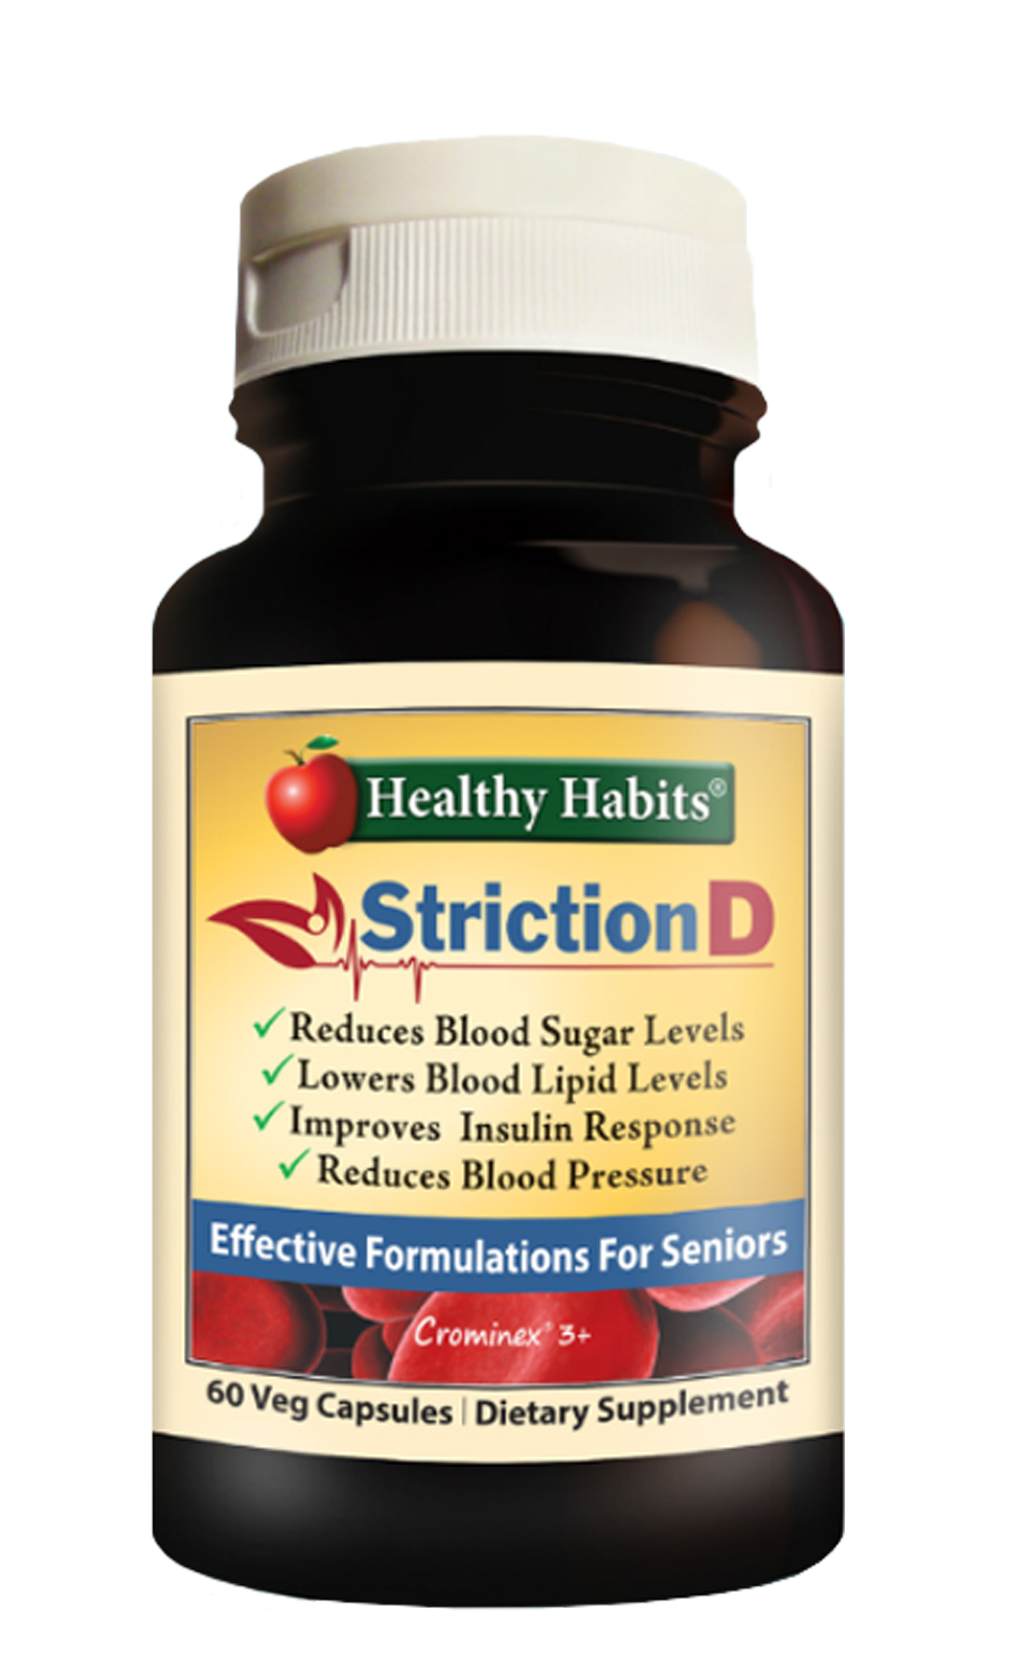 Healthy Habits®
StrictionD
✓Reduces Blood Sugar Levels
✓Lowers Blood Lipid Levels
✓Improves Insulin Response
✓Reduces Blood Pressure
Effective Formulations For Seniors
Crominex® 3+
60 Veg Capsules | Dietary Supplement